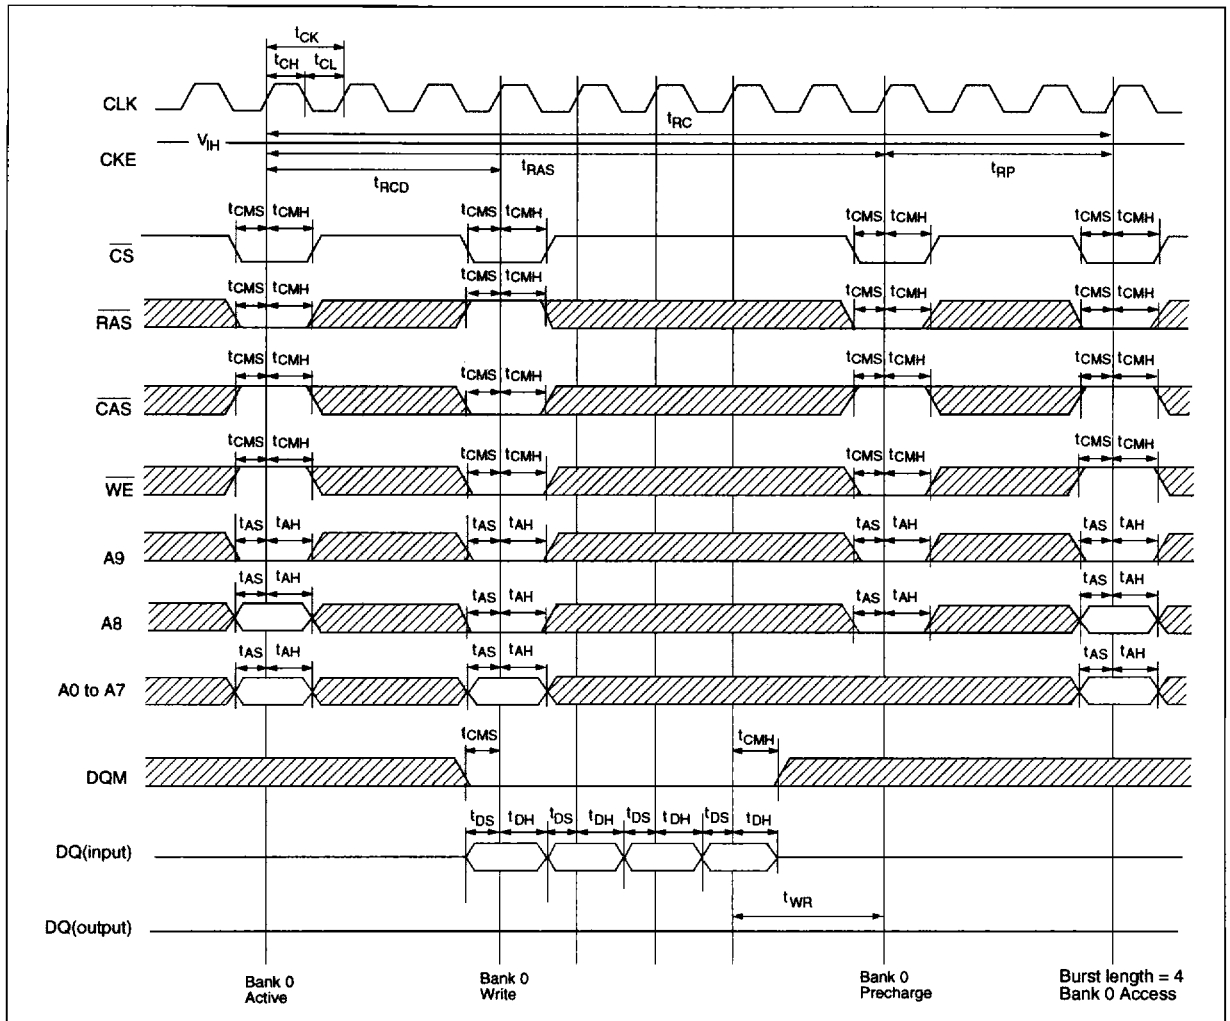 tCK
tCH tCL
CLK
tRC
VIH
CKE
tRAS
tRP
tRCD
tCMS tCMH tCMS tCMH tCMS tCMH tCMS tCMH
CS
tCMS tCMH tCMS tCMH tCMS tCMH tCMS tCMH
RAS
tCMS tCMH tCMS tCMH tCMS tCMH tCMS tCMH
CAS
tCMS tCMH tCMS tCMH tCMS tCMH tCMS tCMH
WE
tAS tAH tAS tAH tAS tAH tAS tAH
A9
tAS tAH tAS tAH tAS tAH tAS tAH
A8
tAS tAH tAS tAH tAS tAH
A0 to A7
tCMS tCMH
DQM
tDS tDH tDS tDH tDS tDH tDS tDH
DQ(input)
tWR
DQ(output)
Bank 0
Active
Bank 0
Write
Bank 0
Precharge
Burst length = 4
Bank 0 Access